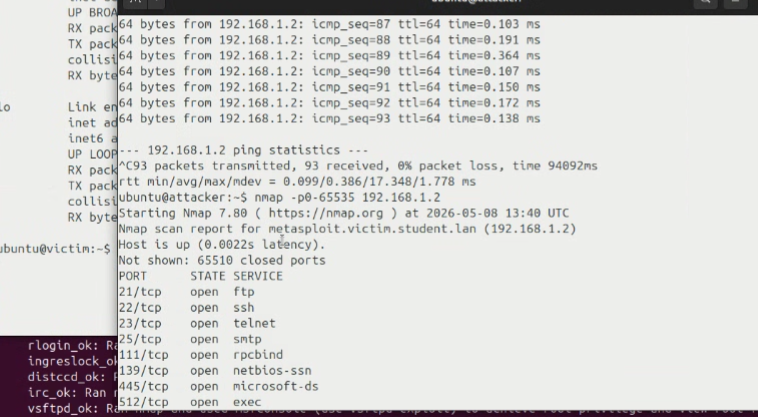 UP BROA
RX pack
TX pack
collisi
RX byte
lo Link en
inet ad
inet6 a
UP LOOP
RX pack
TX pack
collisi
RX byte
ubuntu@victim:~$
64 bytes from 192.168.1.2: icmp_seq=87 ttl=64 time=0.103 ms
64 bytes from 192.168.1.2: icmp_seq=88 ttl=64 time=0.191 ms
64 bytes from 192.168.1.2: icmp_seq=89 ttl=64 time=0.364 ms
64 bytes from 192.168.1.2: icmp_seq=90 ttl=64 time=0.107 ms
64 bytes from 192.168.1.2: icmp_seq=91 ttl=64 time=0.150 ms
64 bytes from 192.168.1.2: icmp_seq=92 ttl=64 time=0.172 ms
64 bytes from 192.168.1.2: icmp_seq=93 ttl=64 time=0.138 ms
--- 192.168.1.2 ping statistics ---
^C93 packets transmitted, 93 received, 0% packet loss, time 94092ms
rtt min/avg/max/mdev = 0.099/0.386/17.348/1.778 ms
ubuntu@attacker:~$ nmap -p0-65535 192.168.1.2
Starting Nmap 7.80 ( https://nmap.org ) at 2026-05-08 13:40 UTC
Nmap scan report for metasploit.victim.student.lan (192.168.1.2)
Host is up (0.0022s latency).
Not shown: 65510 closed ports
PORT STATE SERVICE
21/tcp open ftp
22/tcp open ssh
23/tcp open telnet
25/tcp open smtp
111/tcp open rpcbind
139/tcp open netbios-ssn
445/tcp open microsoft-ds
512/tcp open exec
rlogin_ok: Ra
ingreslock_ok
distccd_ok: R
irc_ok: Ran n
vsftpd_ok: Ran